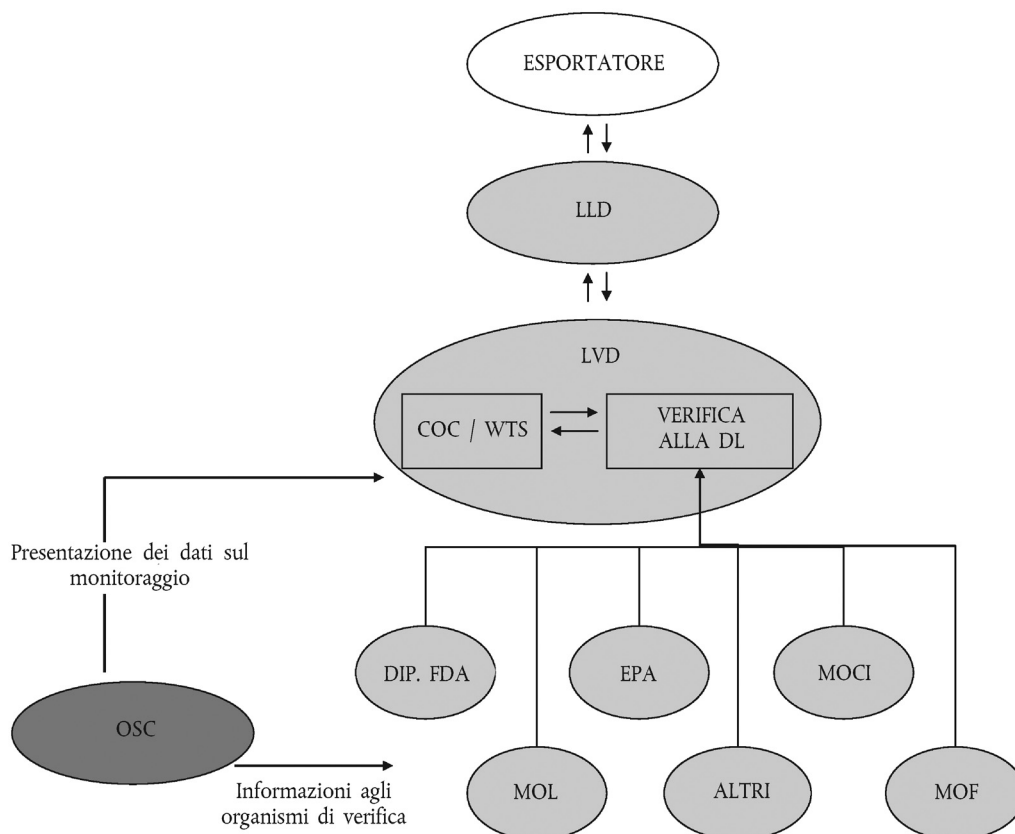 ESPORTATORE
LLD
LVD
COC / WTS
VERIFICA
ALLA DL
Presentazione dei dati sul
monitoraggio
DIP. FDA
EPA
MOCI
OSC
MOL
ALTRI
MOF
Informazioni agli
organismi di verifica